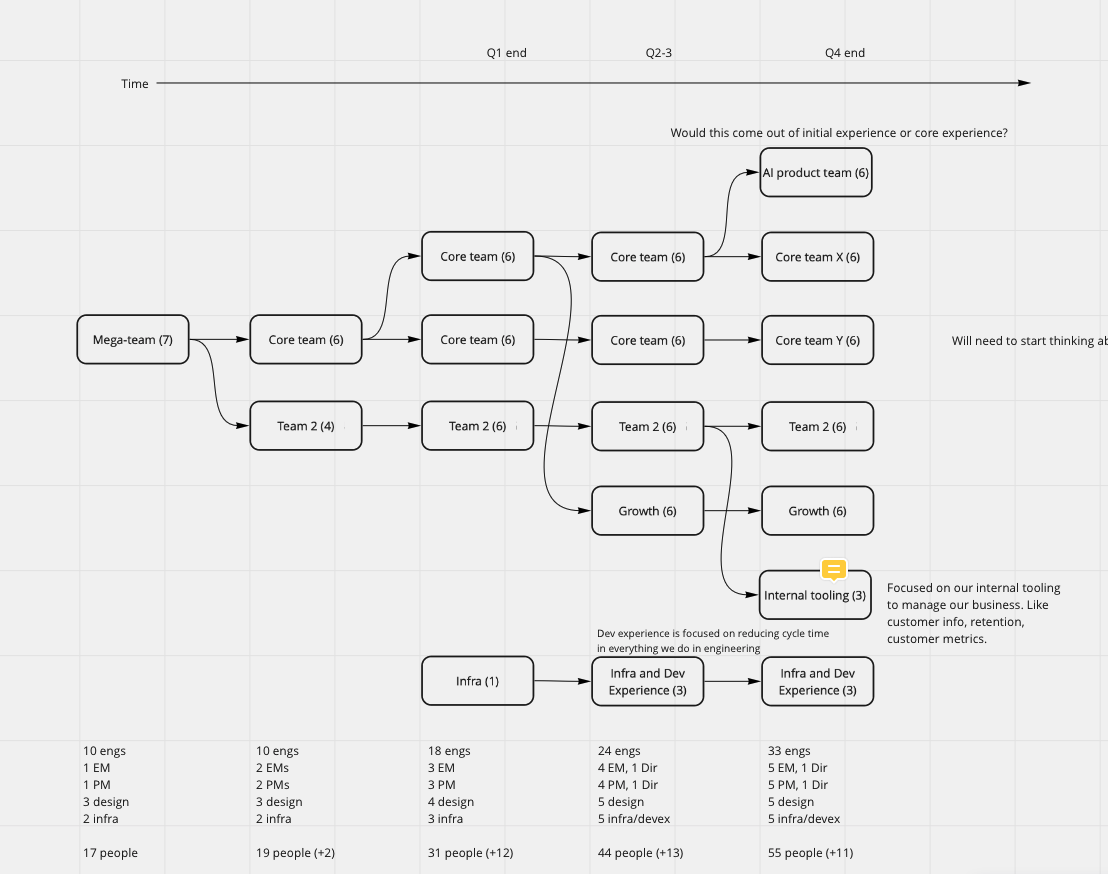 Q1 end
Q2-3
Q4 end
Time
Would this come out of initial experience or core experience?
AI product team (6)
Core team (6)
Core team (6)
Core team X (6)
Mega-team (7)
Core team (6)
Core team (6)
Core team (6)
Core team Y (6)
Will need to start thinking ab
Team 2 (4)
Team 2 (6)
Team 2 (6)
Team 2 (6)
Growth (6)
Growth (6)
Internal tooling (3)
Focused on our internal tooling
to manage our business. Like
customer info, retention,
customer metrics.
Dev experience is focused on reducing cycle time
in everything we do in engineering
Infra (1)
Infra and Dev
Experience (3)
Infra and Dev
Experience (3)
10 engs
1 EM
1 PM
3 design
2 infra
17 people
10 engs
2 EMs
2 PMs
3 design
2 infra
19 people (+2)
18 engs
3 EM
3 PM
4 design
3 infra
31 people (+12)
24 engs
4 EM, 1 Dir
4 PM, 1 Dir
5 design
5 infra/devex
44 people (+13)
33 engs
5 EM, 1 Dir
5 PM, 1 Dir
5 design
5 infra/devex
55 people (+11)